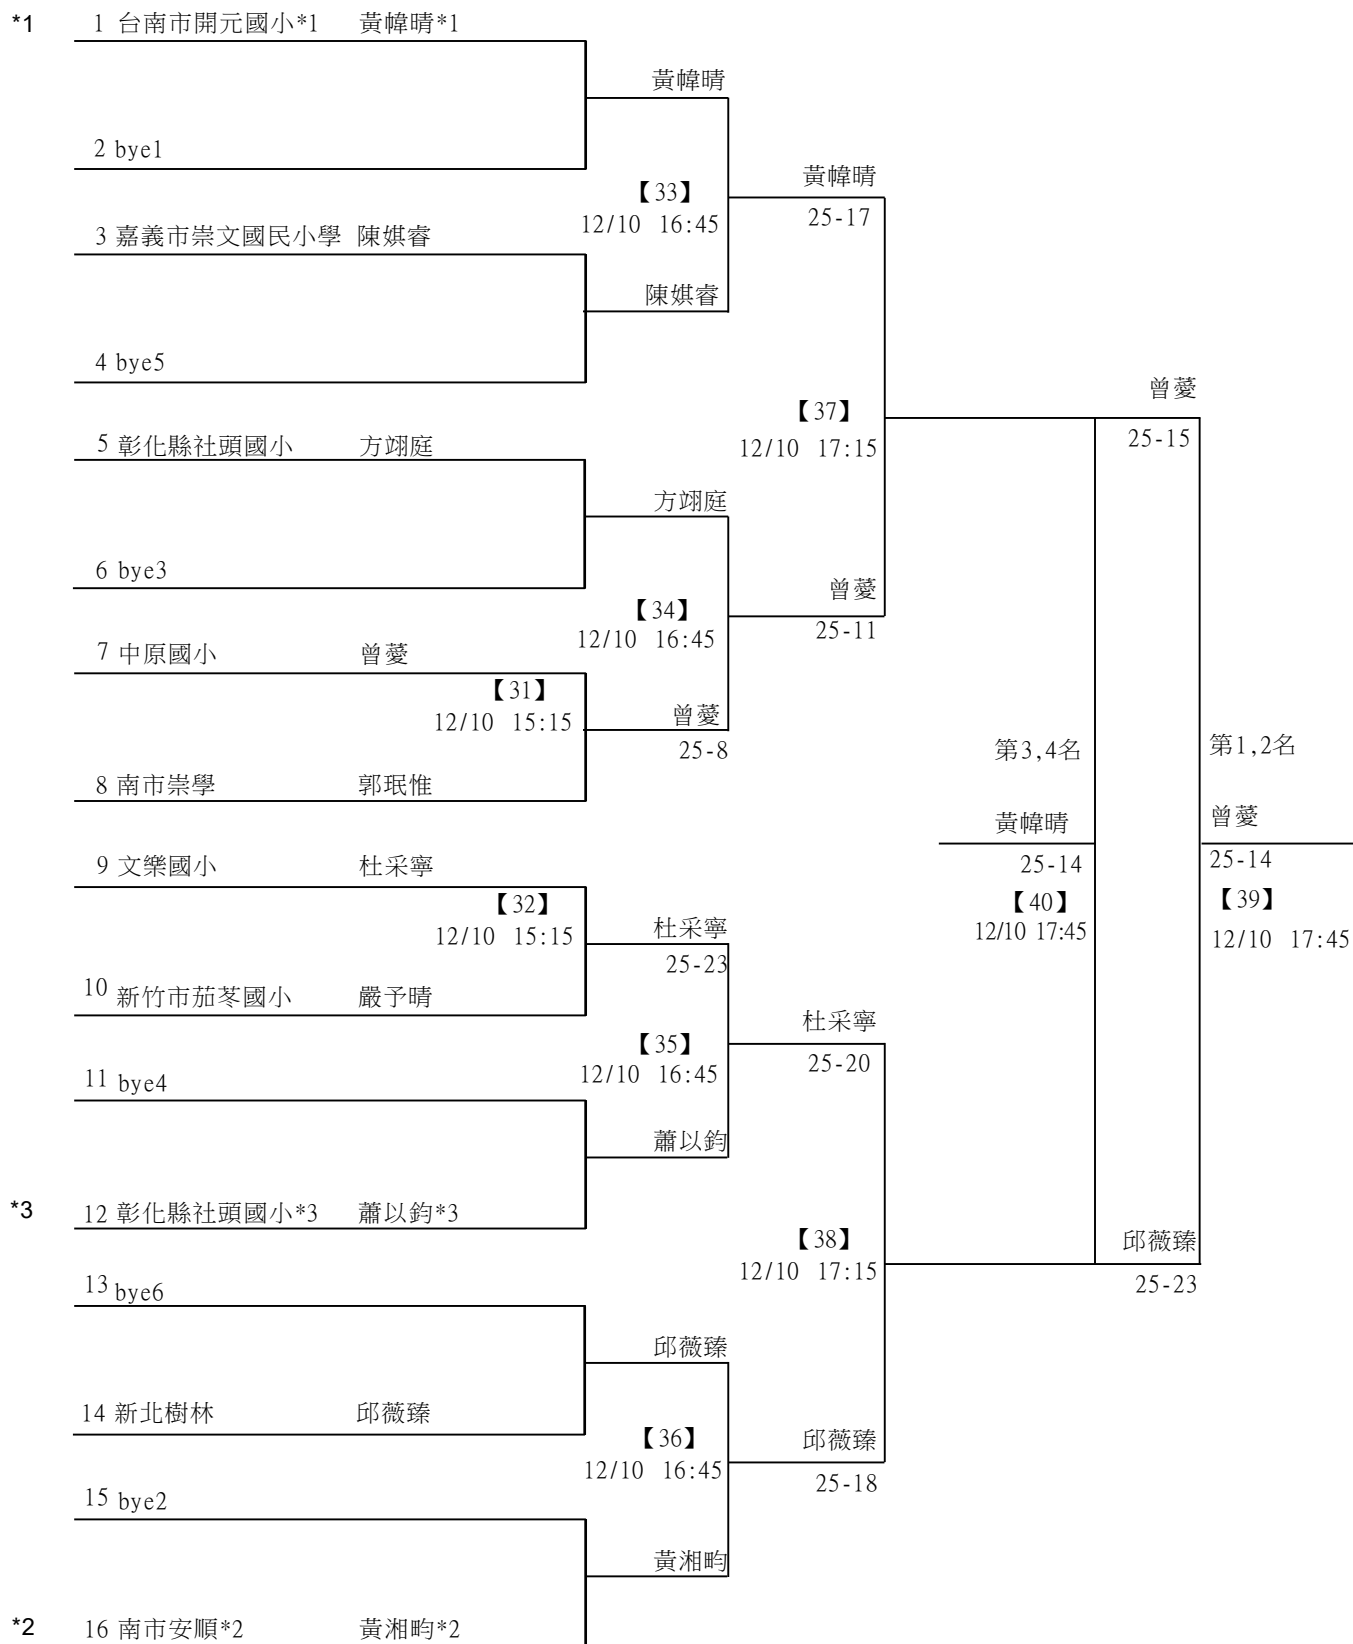 *1 1 台南市開元國小*1 黃幃晴*1
黃幃晴
2 bye1
黃幃晴
【33】
25-17
12/10 16:45
3 嘉義市崇文國民小學 陳娸睿
陳娸睿
4 bye5
曾薆
【37】
25-15
5 彰化縣社頭國小 方翊庭
12/10 17:15
方翊庭
6 bye3
曾薆
【34】
25-11
12/10 16:45
7 中原國小 曾薆
【31】
12/10 15:15
曾薆
25-8
第3,4名
第1,2名
8 南市崇學 郭珉惟
黃幃晴
曾薆
25-14
25-14
9 文樂國小 杜采寧
【32】
【40】
【39】
12/10 15:15
杜采寧
12/10 17:45
12/10 17:45
25-23
10 新竹市茄苳國小 嚴予晴
杜采寧
【35】
25-20
12/10 16:45
11 bye4
蕭以鈞
*3 12 彰化縣社頭國小*3 蕭以鈞*3
【38】
邱薇臻
12/10 17:15
25-23
13 bye6
邱薇臻
14 新北樹林 邱薇臻
【36】
邱薇臻
12/10 16:45
25-18
15 bye2
黃湘畇
*2 16 南市安順*2 黃湘畇*2